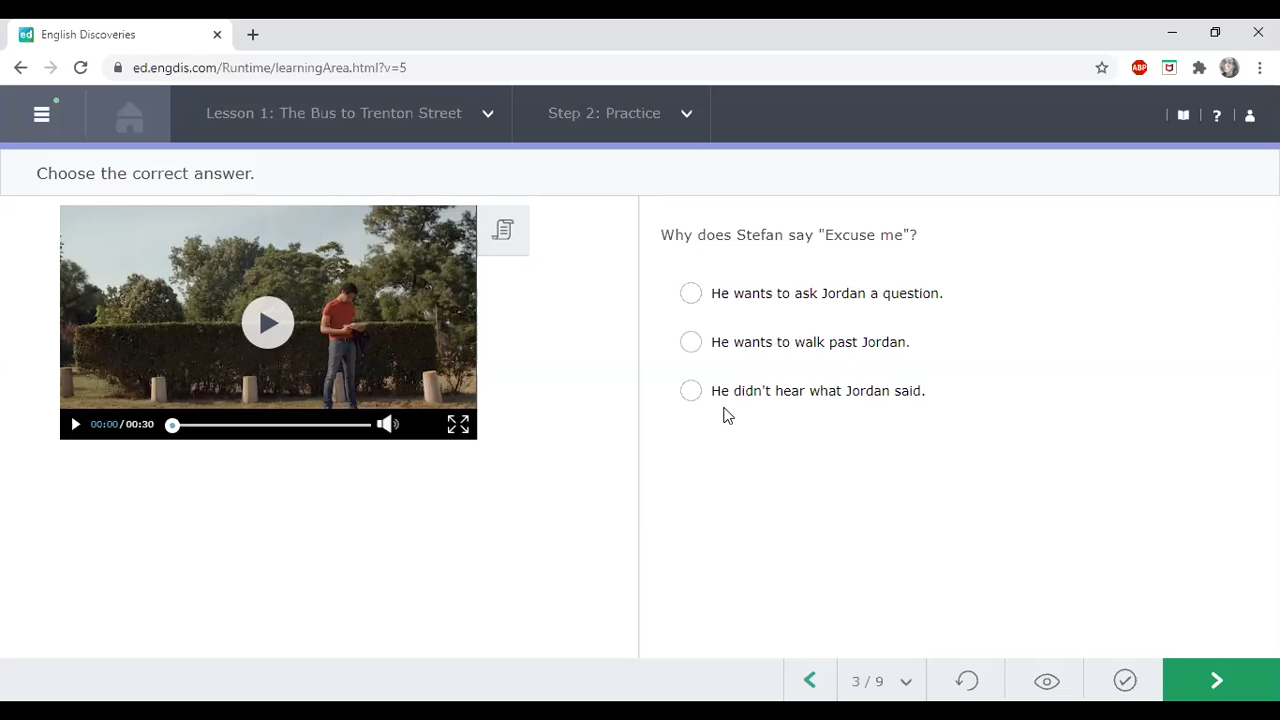 ed English Discoveries
ed.engdis.com/Runtime/learningArea.html?v=5
ABP
Lesson 1: The Bus to Trenton Street
Step 2: Practice
?
Choose the correct answer.
Why does Stefan say "Excuse me"?
He wants to ask Jordan a question.
He wants to walk past Jordan.
He didn't hear what Jordan said.
00:00/00:30
3 / 9